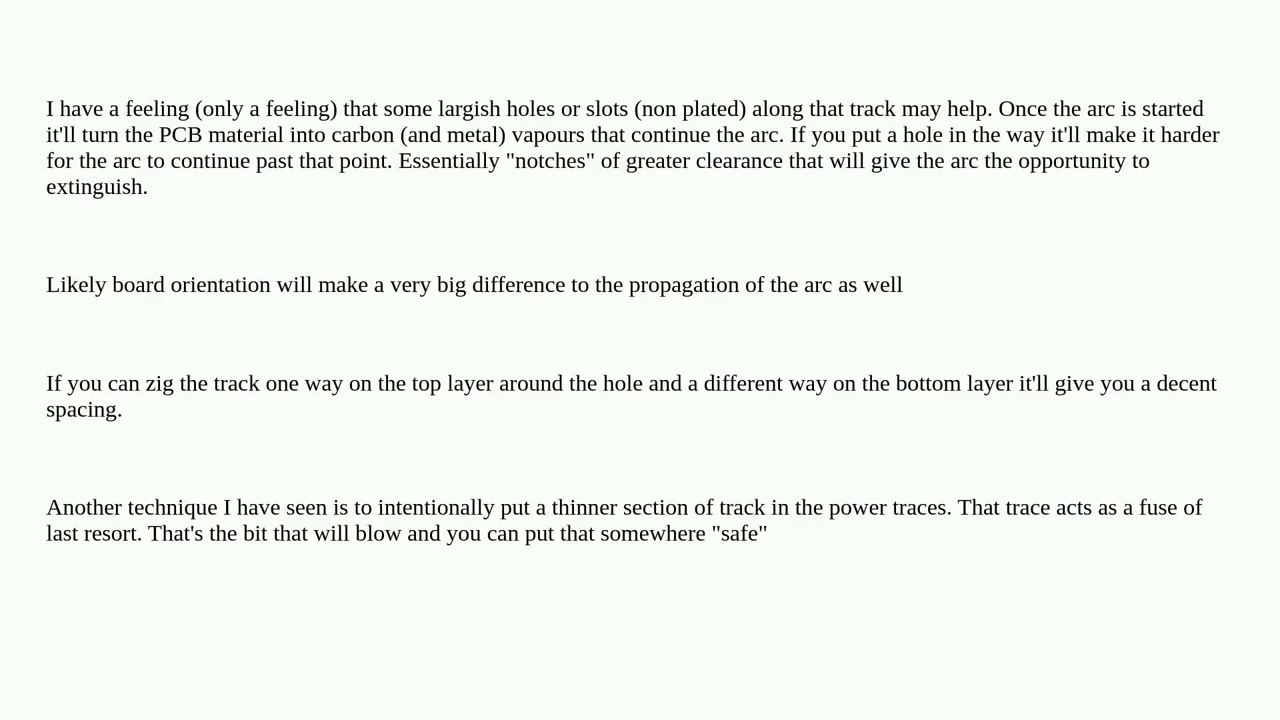 I have a feeling (only a feeling) that some largish holes or slots (non plated) along that track may help. Once the arc is started
it'll turn the PCB material into carbon (and metal) vapours that continue the arc. If you put a hole in the way it'll make it harder
for the arc to continue past that point. Essentially "notches" of greater clearance that will give the arc the opportunity to
extinguish.
Likely board orientation will make a very big difference to the propagation of the arc as well
If you can zig the track one way on the top layer around the hole and a different way on the bottom layer it'll give you a decent
spacing.
Another technique I have seen is to intentionally put a thinner section of track in the power traces. That trace acts as a fuse of
last resort. That's the bit that will blow and you can put that somewhere "safe"